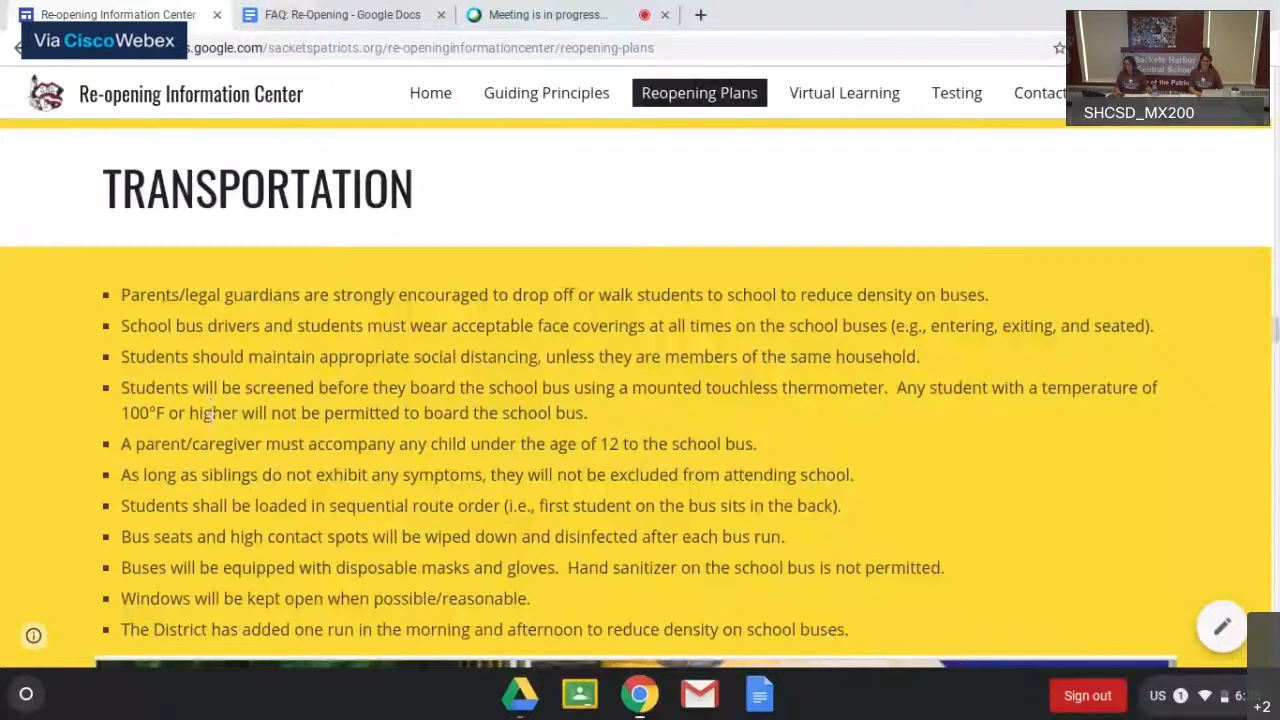 Re-opening Information Center
FAQ: Re-Opening - Google Docs
Meeting is in progress...
Via CiscoWebex
s.google.com/sacketspatriots.org/re-openinginformationcenter/reopening-plans
Re-opening Information Center
Home
Guiding Principles
Reopening Plans
Virtual Learning
Testing
Contact
Sackets Harbor
Central School
of the Patriots
SHCSD_MX200
TRANSPORTATION
▪ Parents/legal guardians are strongly encouraged to drop off or walk students to school to reduce density on buses.
▪ School bus drivers and students must wear acceptable face coverings at all times on the school buses (e.g., entering, exiting, and seated).
▪ Students should maintain appropriate social distancing, unless they are members of the same household.
▪ Students will be screened before they board the school bus using a mounted touchless thermometer. Any student with a temperature of
100°F or higher will not be permitted to board the school bus.
▪ A parent/caregiver must accompany any child under the age of 12 to the school bus.
▪ As long as siblings do not exhibit any symptoms, they will not be excluded from attending school.
▪ Students shall be loaded in sequential route order (i.e., first student on the bus sits in the back).
▪ Bus seats and high contact spots will be wiped down and disinfected after each bus run.
▪ Buses will be equipped with disposable masks and gloves. Hand sanitizer on the school bus is not permitted.
▪ Windows will be kept open when possible/reasonable.
▪ The District has added one run in the morning and afternoon to reduce density on school buses.
Sign out
US
1
+2